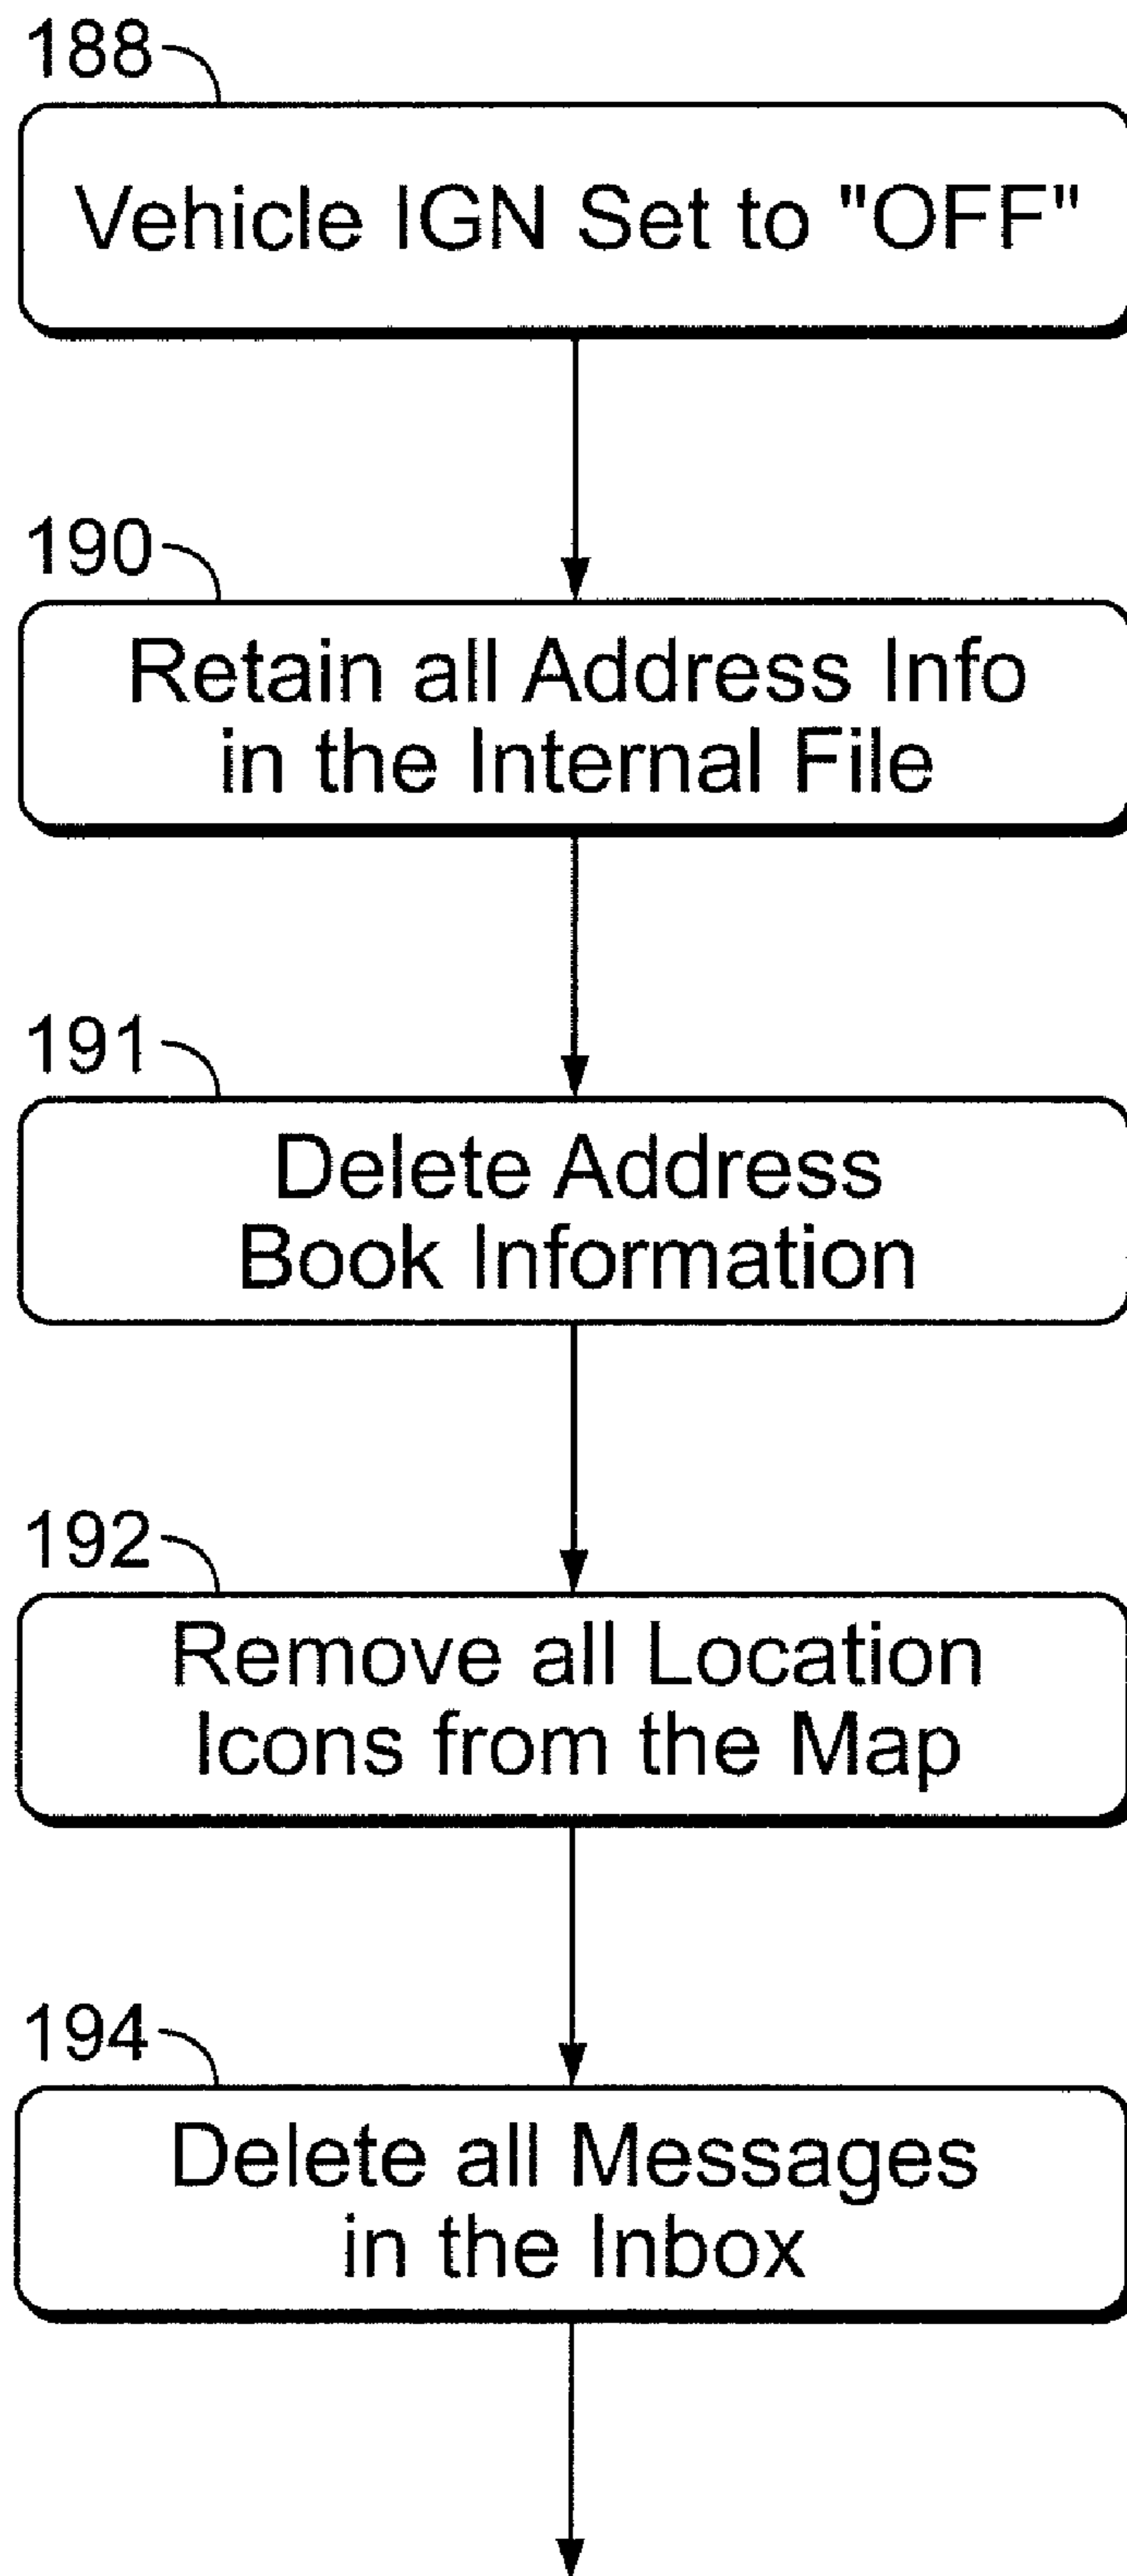 188
Vehicle IGN Set to "OFF"
190
Retain all Address Info
in the Internal File
191
Delete Address
Book Information
192
Remove all Location
Icons from the Map
194
Delete all Messages
in the Inbox